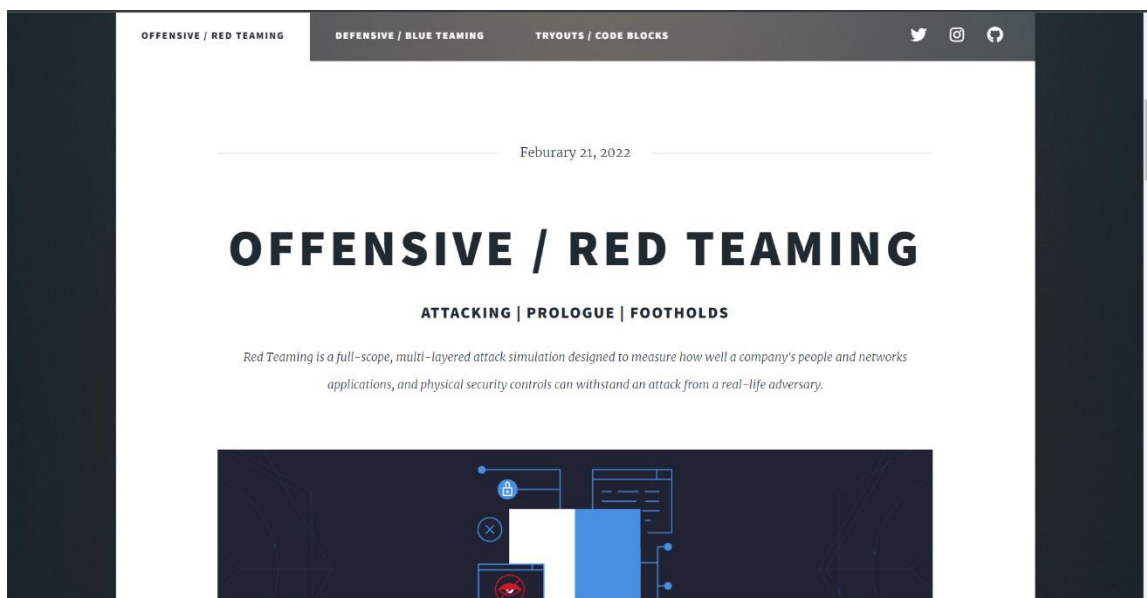 OFFENSIVE / RED TEAMING
DEFENSIVE / BLUE TEAMING
TRYOUTS / CODE BLOCKS
Feburary 21, 2022
OFFENSIVE / RED TEAMING
ATTACKING | PROLOGUE | FOOTHOLDS
Red Teaming is a full-scope, multi-layered attack simulation designed to measure how well a company's people and networks
applications, and physical security controls can withstand an attack from a real-life adversary.